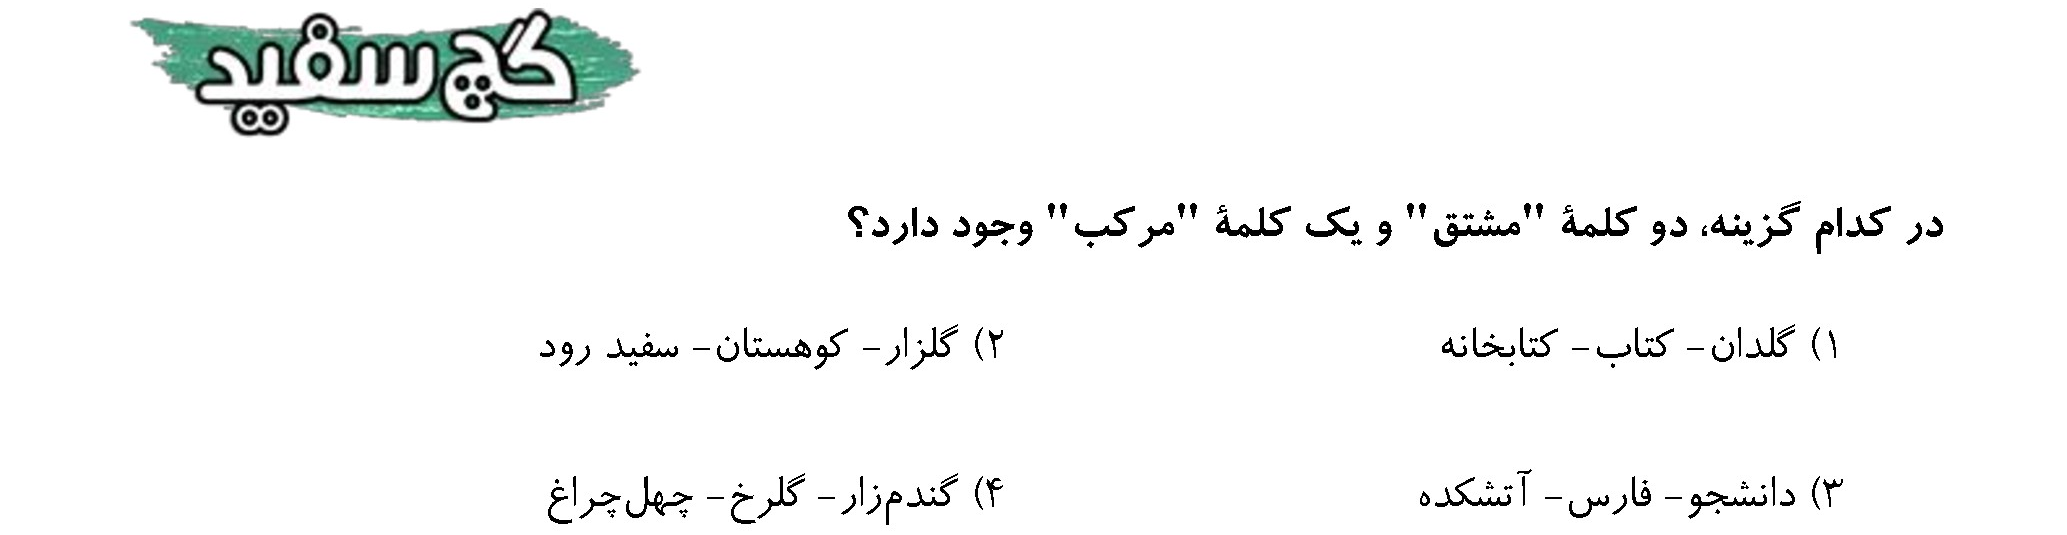 گچ سفید
در کدام گزینه، دو کلمهٔ "مشتق" و یک کلمهٔ "مرکب" وجود دارد؟
۱) گلدان- کتاب- کتابخانه
۲) گلزار- کوهستان- سفید رود
۳) دانشجو- فارس- آتشکده
۴) گندم‌زار- گلرخ- چهل‌چراغ